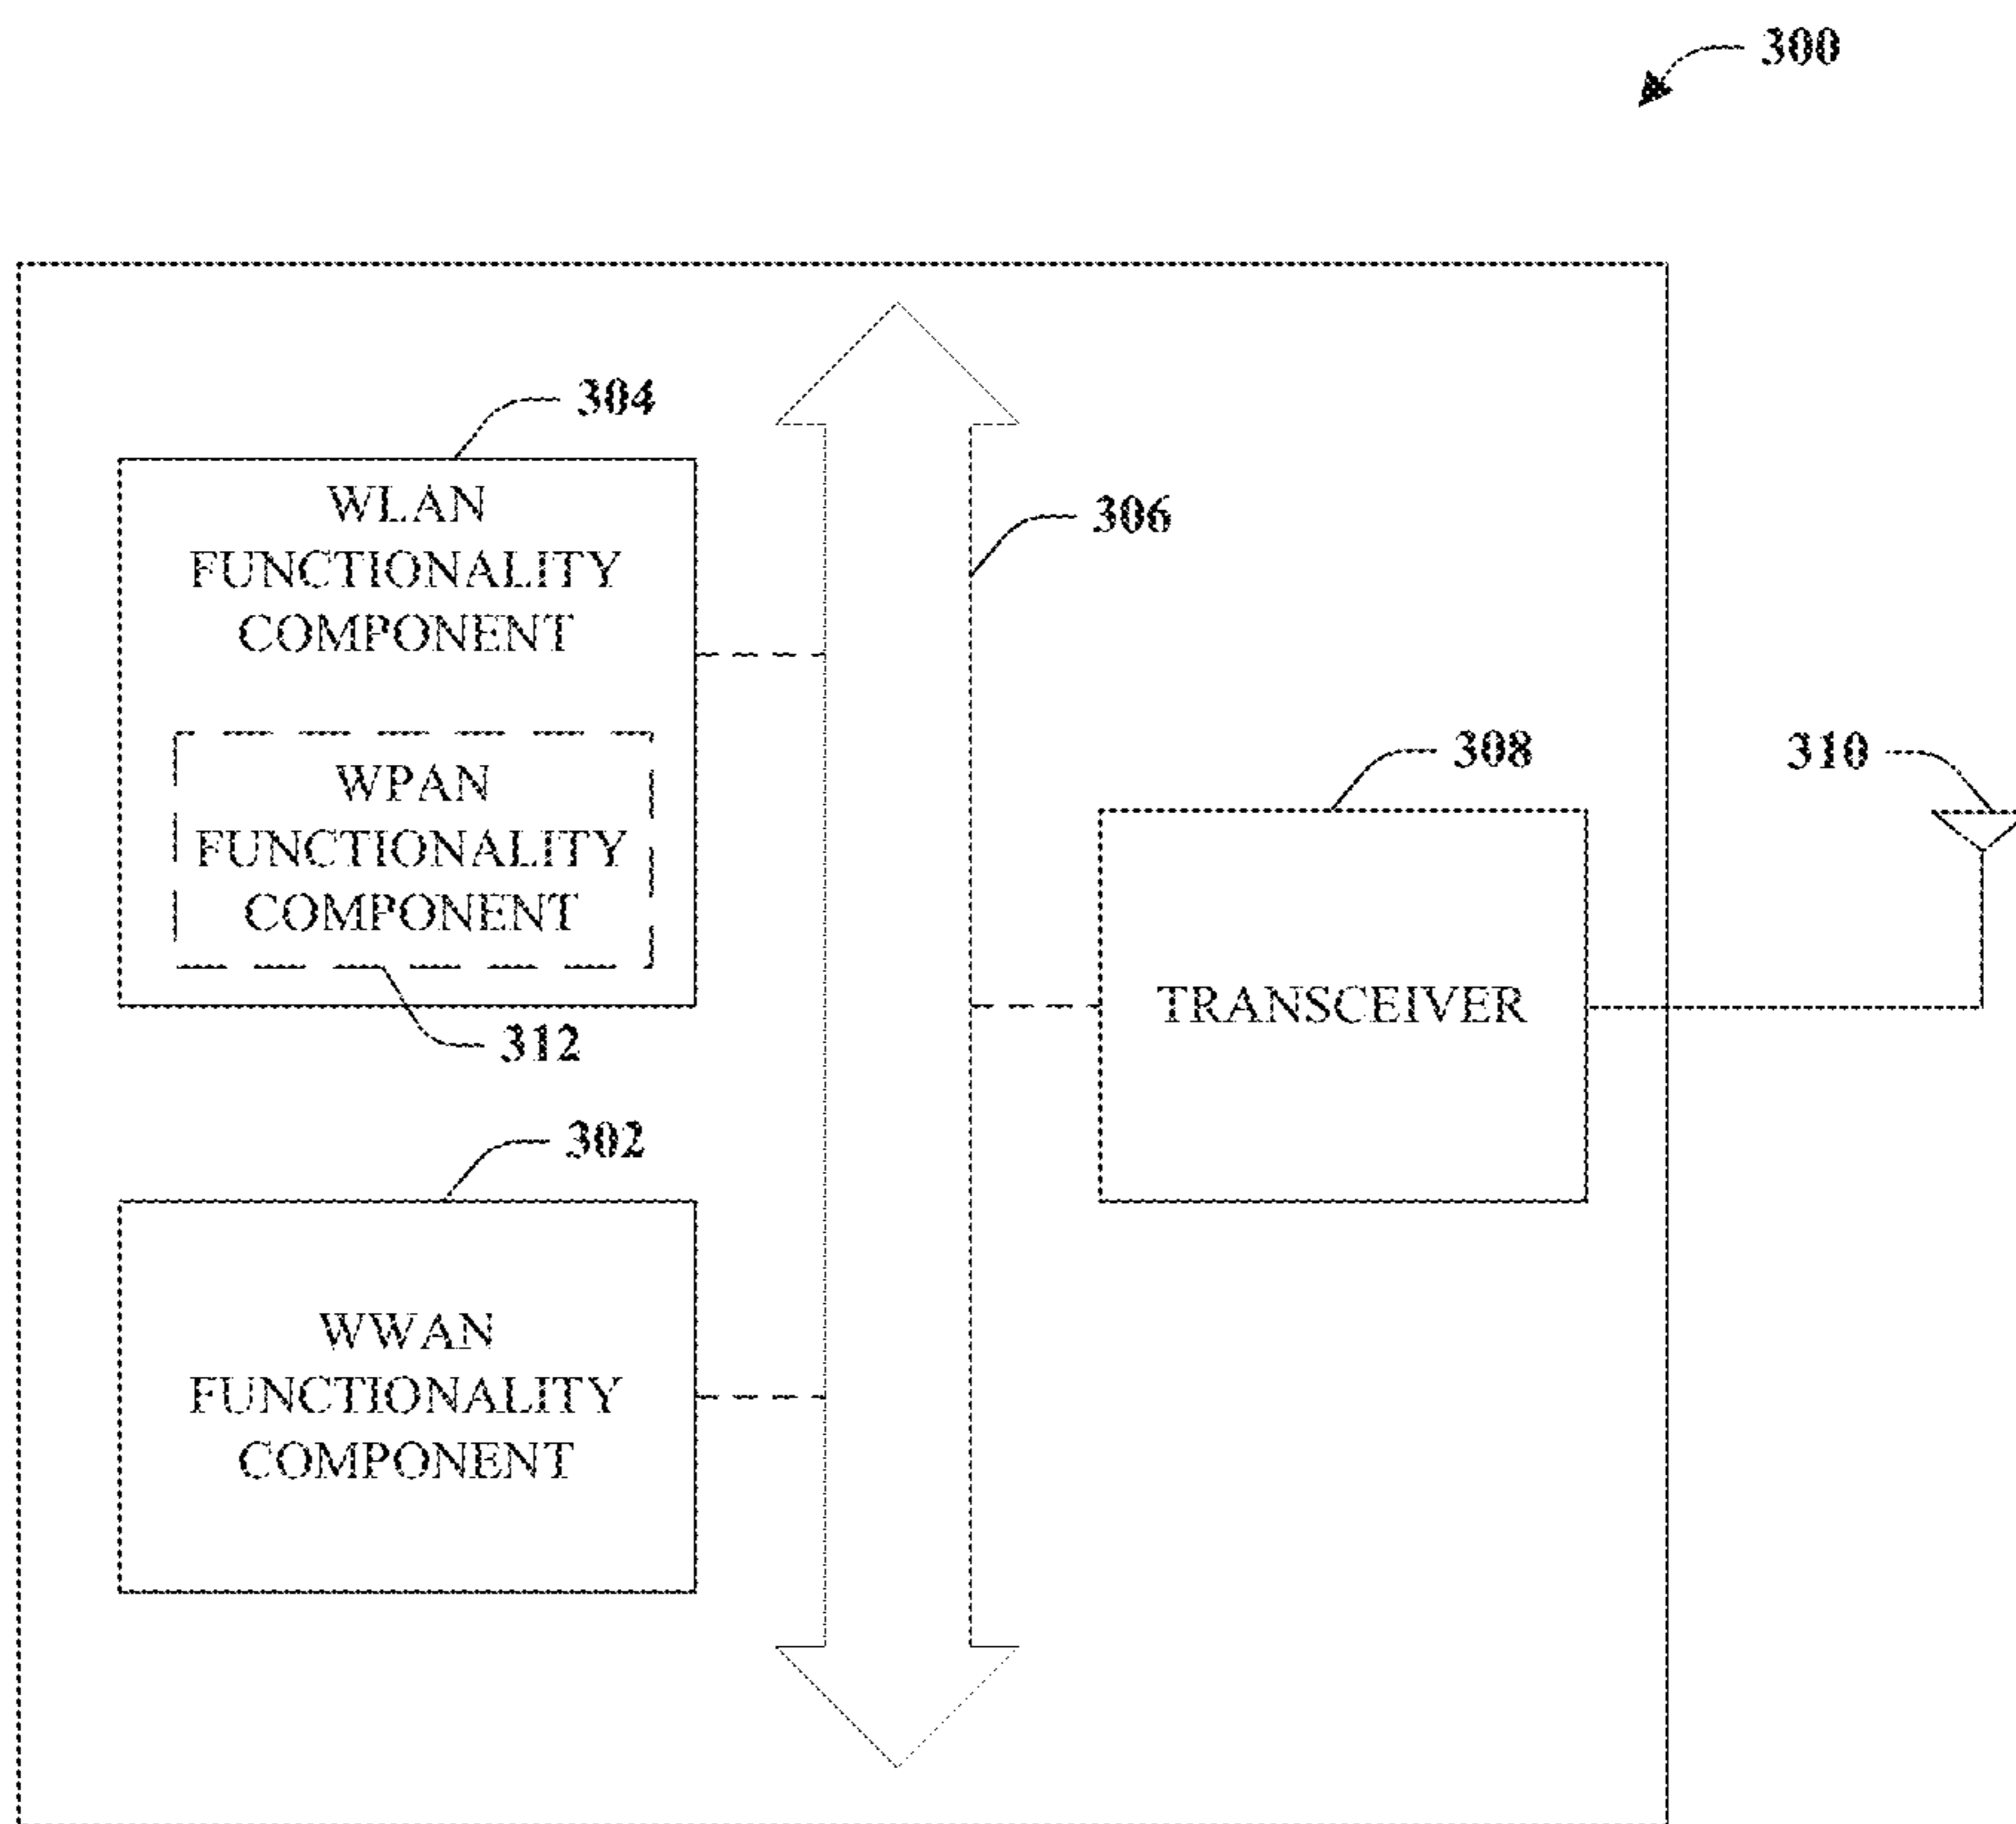 300
304
WLAN
FUNCTIONALITY
COMPONENT
306
WPAN
FUNCTIONALITY
COMPONENT
308
310
TRANSCEIVER
312
302
WWAN
FUNCTIONALITY
COMPONENT